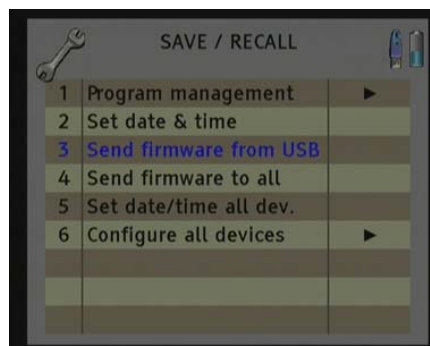 SAVE / RECALL
1 Program management ►
2 Set date & time
3 Send firmware from USB
4 Send firmware to all
5 Set date/time all dev.
6 Configure all devices ►